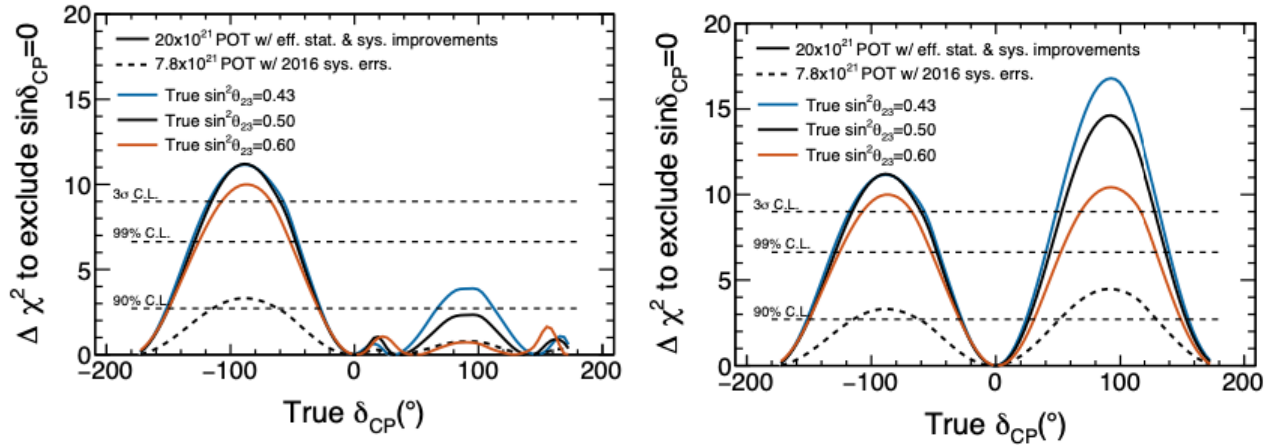 Δ χ² to exclude sinδCP=0
20
15
10
5
0
20x10²¹ POT w/ eff. stat. & sys. improvements
7.8x10²¹ POT w/ 2016 sys. errs.
True sin²θ₂₃=0.43
True sin²θ₂₃=0.50
True sin²θ₂₃=0.60
3σ C.L.
99% C.L.
90% C.L.
−200 −100 0 100 200
True δCP(°)
Δ χ² to exclude sinδCP=0
20
15
10
5
0
20x10²¹ POT w/ eff. stat. & sys. improvements
7.8x10²¹ POT w/ 2016 sys. errs.
True sin²θ₂₃=0.43
True sin²θ₂₃=0.50
True sin²θ₂₃=0.60
3σ C.L.
99% C.L.
90% C.L.
−200 −100 0 100 200
True δCP(°)